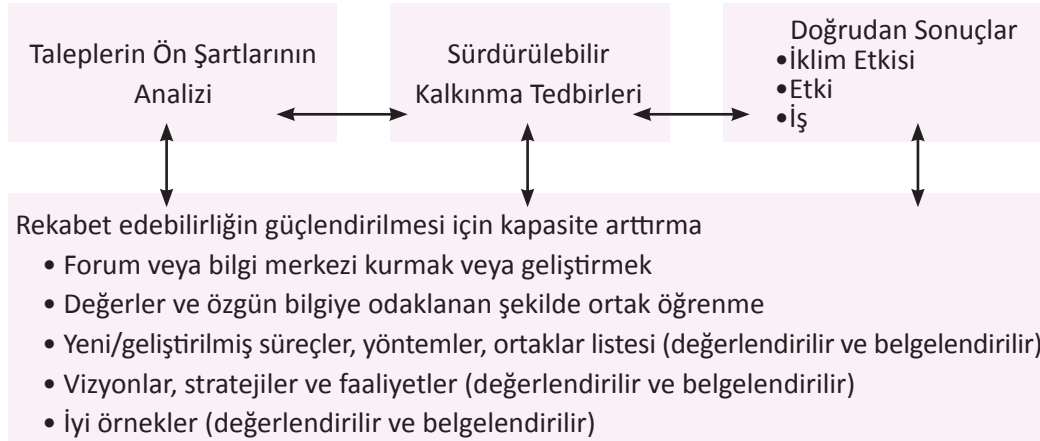 Taleplerin Ön Şartlarının
Analizi
Sürdürülebilir
Kalkınma Tedbirleri
Doğrudan Sonuçlar
•İklim Etkisi
•Etki
•İş
Rekabet edebilirliğin güçlendirilmesi için kapasite arttırma
• Forum veya bilgi merkezi kurmak veya geliştirmek
• Değerler ve özgün bilgiye odaklanan şekilde ortak öğrenme
• Yeni/geliştirilmiş süreçler, yöntemler, ortaklar listesi (değerlendirilir ve belgelendirilir)
• Vizyonlar, stratejiler ve faaliyetler (değerlendirilir ve belgelendirilir)
• İyi örnekler (değerlendirilir ve belgelendirilir)